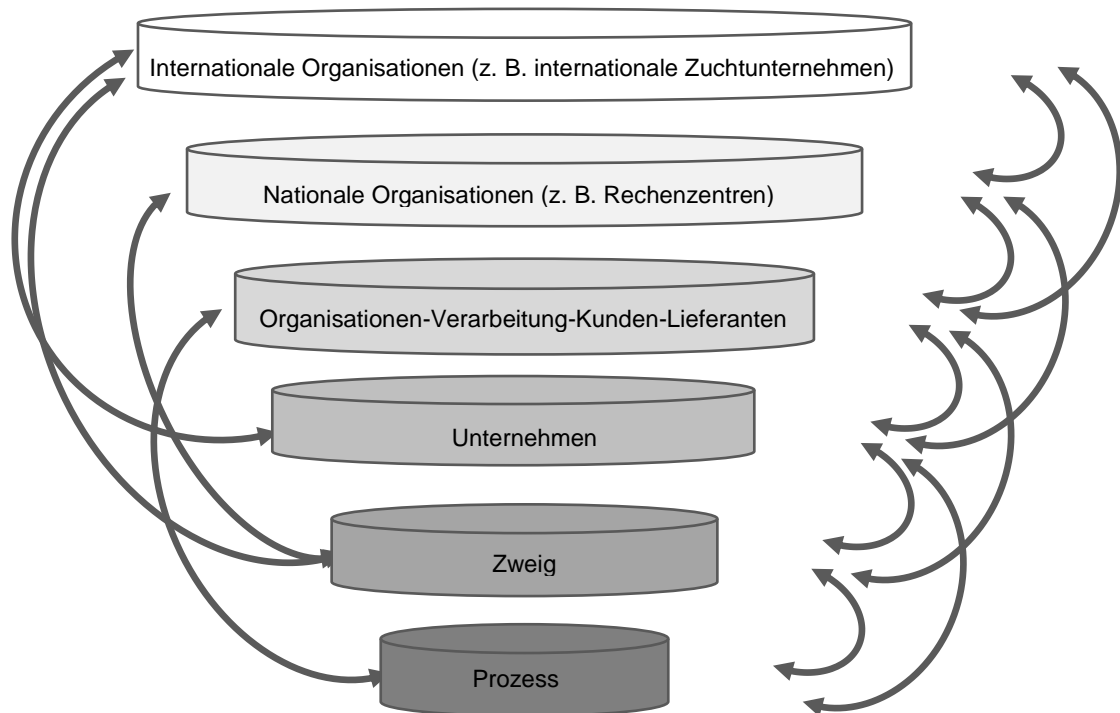 Internationale Organisationen (z. B. internationale Zuchtunternehmen)
Nationale Organisationen (z. B. Rechenzentren)
Organisationen-Verarbeitung-Kunden-Lieferanten
Unternehmen
Zweig
Prozess